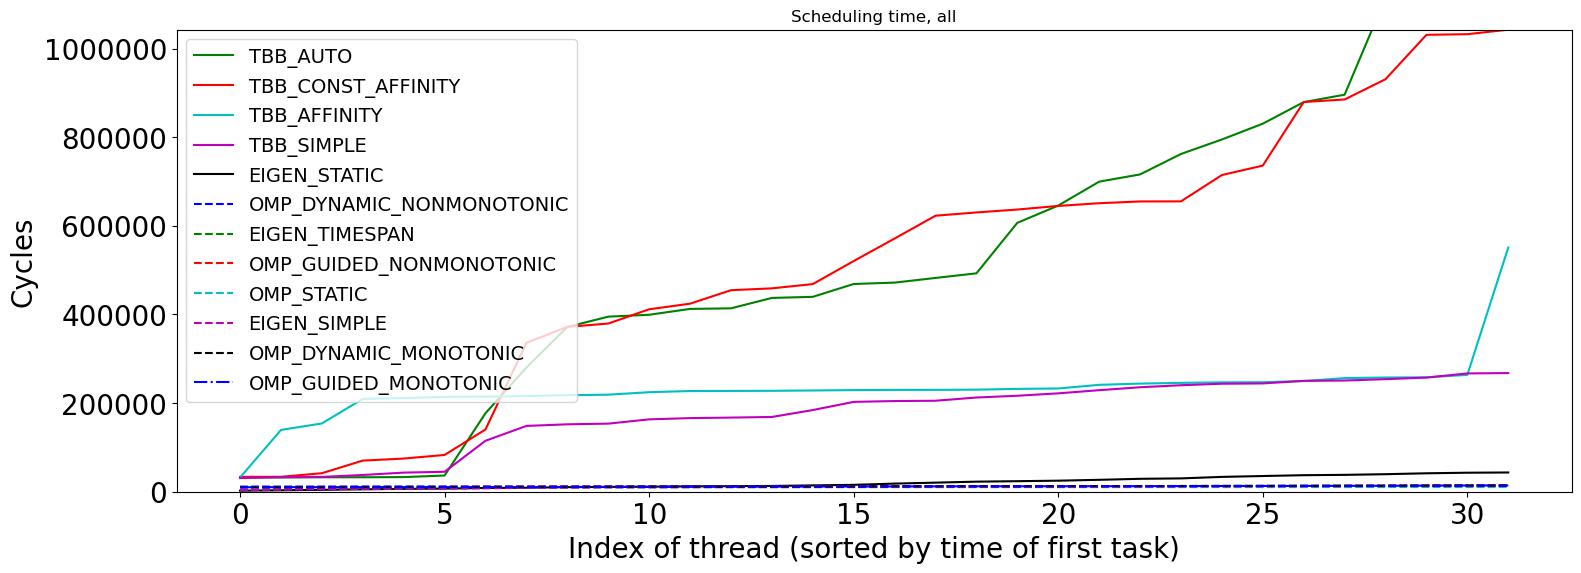 Scheduling time, all
1000000
800000
600000
400000
200000
0
Cycles
TBB_AUTO
TBB_CONST_AFFINITY
TBB_AFFINITY
TBB_SIMPLE
EIGEN_STATIC
OMP_DYNAMIC_NONMONOTONIC
EIGEN_TIMESPAN
OMP_GUIDED_NONMONOTONIC
OMP_STATIC
EIGEN_SIMPLE
OMP_DYNAMIC_MONOTONIC
OMP_GUIDED_MONOTONIC
0 5 10 15 20 25 30
Index of thread (sorted by time of first task)